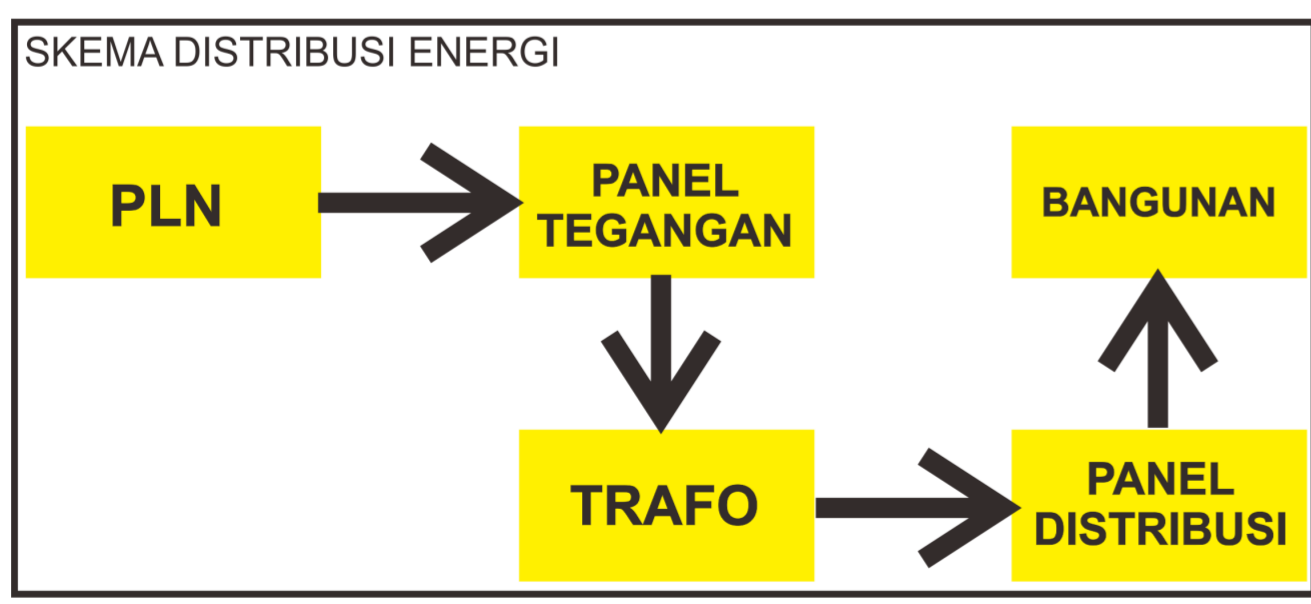 SKEMA DISTRIBUSI ENERGI
PLN
PANEL
TEGANGAN
BANGUNAN
TRAFO
PANEL
DISTRIBUSI